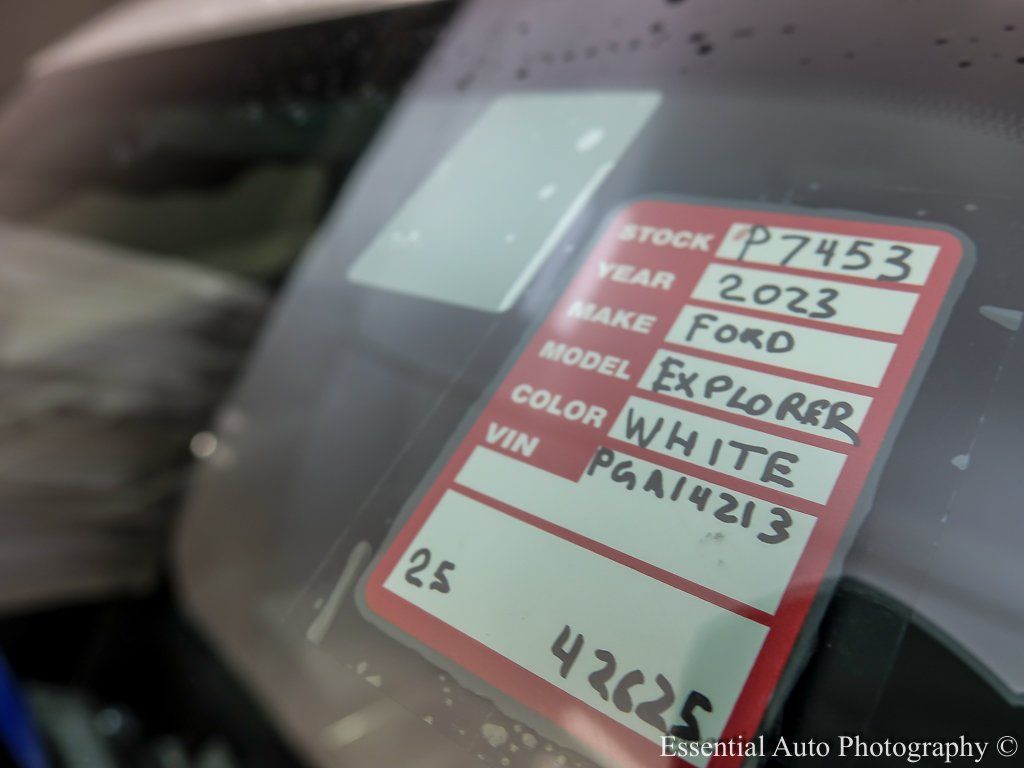 STOCK P7453
YEAR 2023
MAKE FORD
MODEL EXPLORER
COLOR WHITE
VIN PGA14213
25
42625
Essential Auto Photography ©